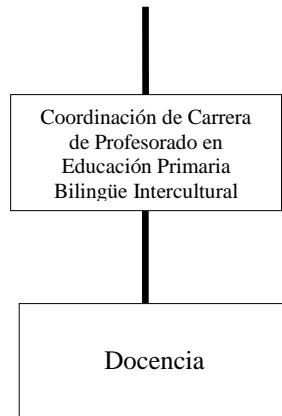 Coordinación de Carrera
de Profesorado en
Educación Primaria
Bilingüe Intercultural
Docencia